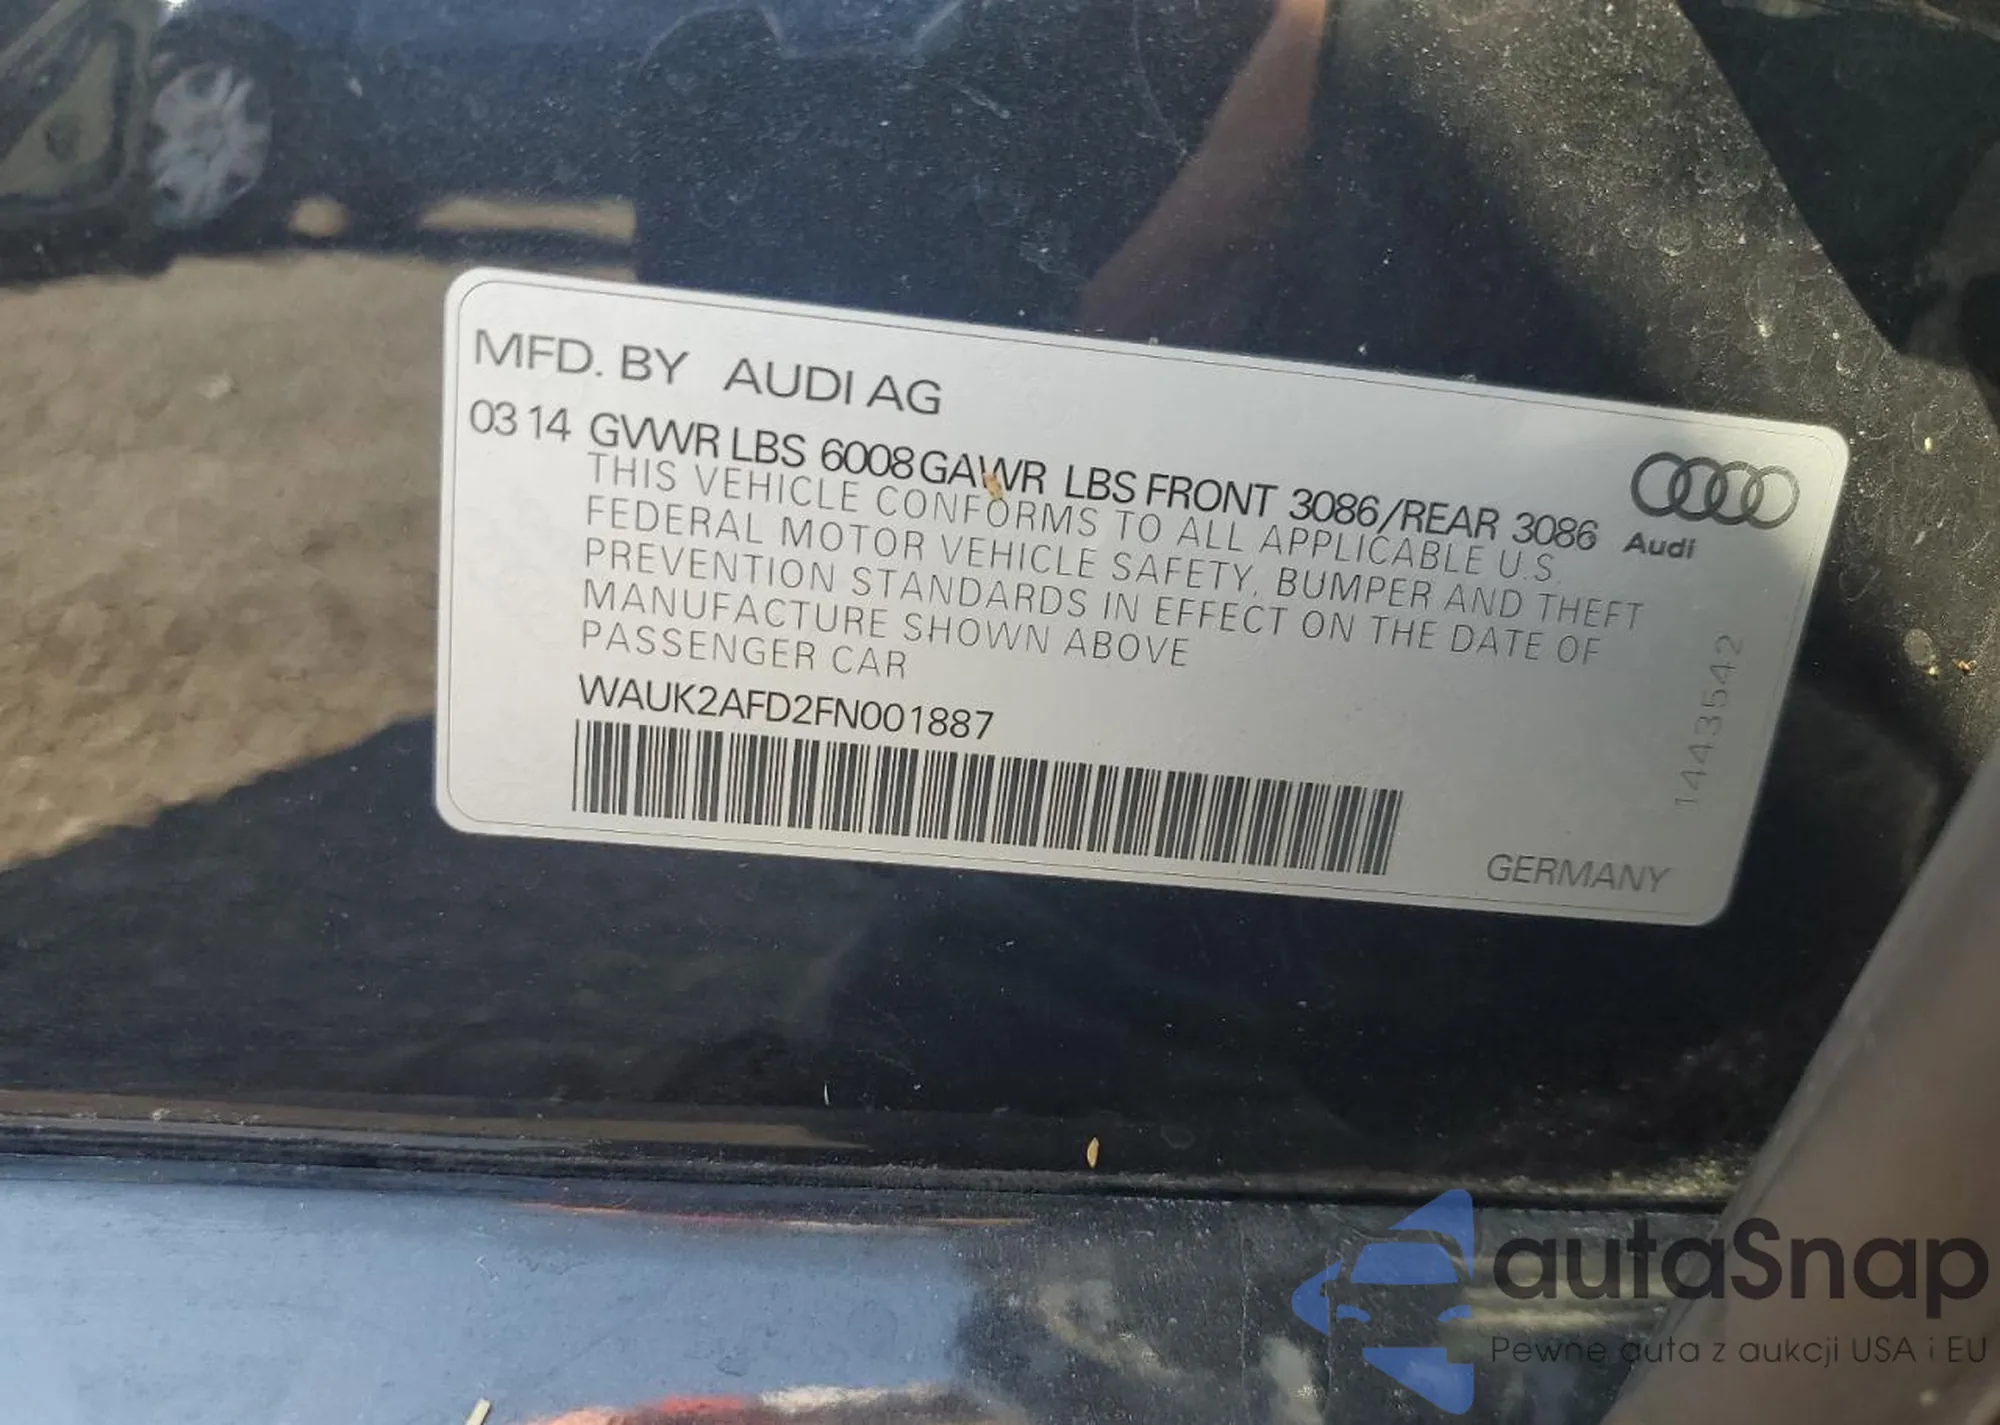 MFD. BY AUDI AG
03 14 GVWR LBS 6008 GAWR LBS FRONT 3086/REAR 3086
Audi
THIS VEHICLE CONFORMS TO ALL APPLICABLE U.S.
FEDERAL MOTOR VEHICLE SAFETY, BUMPER AND THEFT
PREVENTION STANDARDS IN EFFECT ON THE DATE OF
MANUFACTURE SHOWN ABOVE
PASSENGER CAR
WAUK2AFD2FN001887
1443542
GERMANY
autaSnap
Pewne auta z aukcji USA i EU